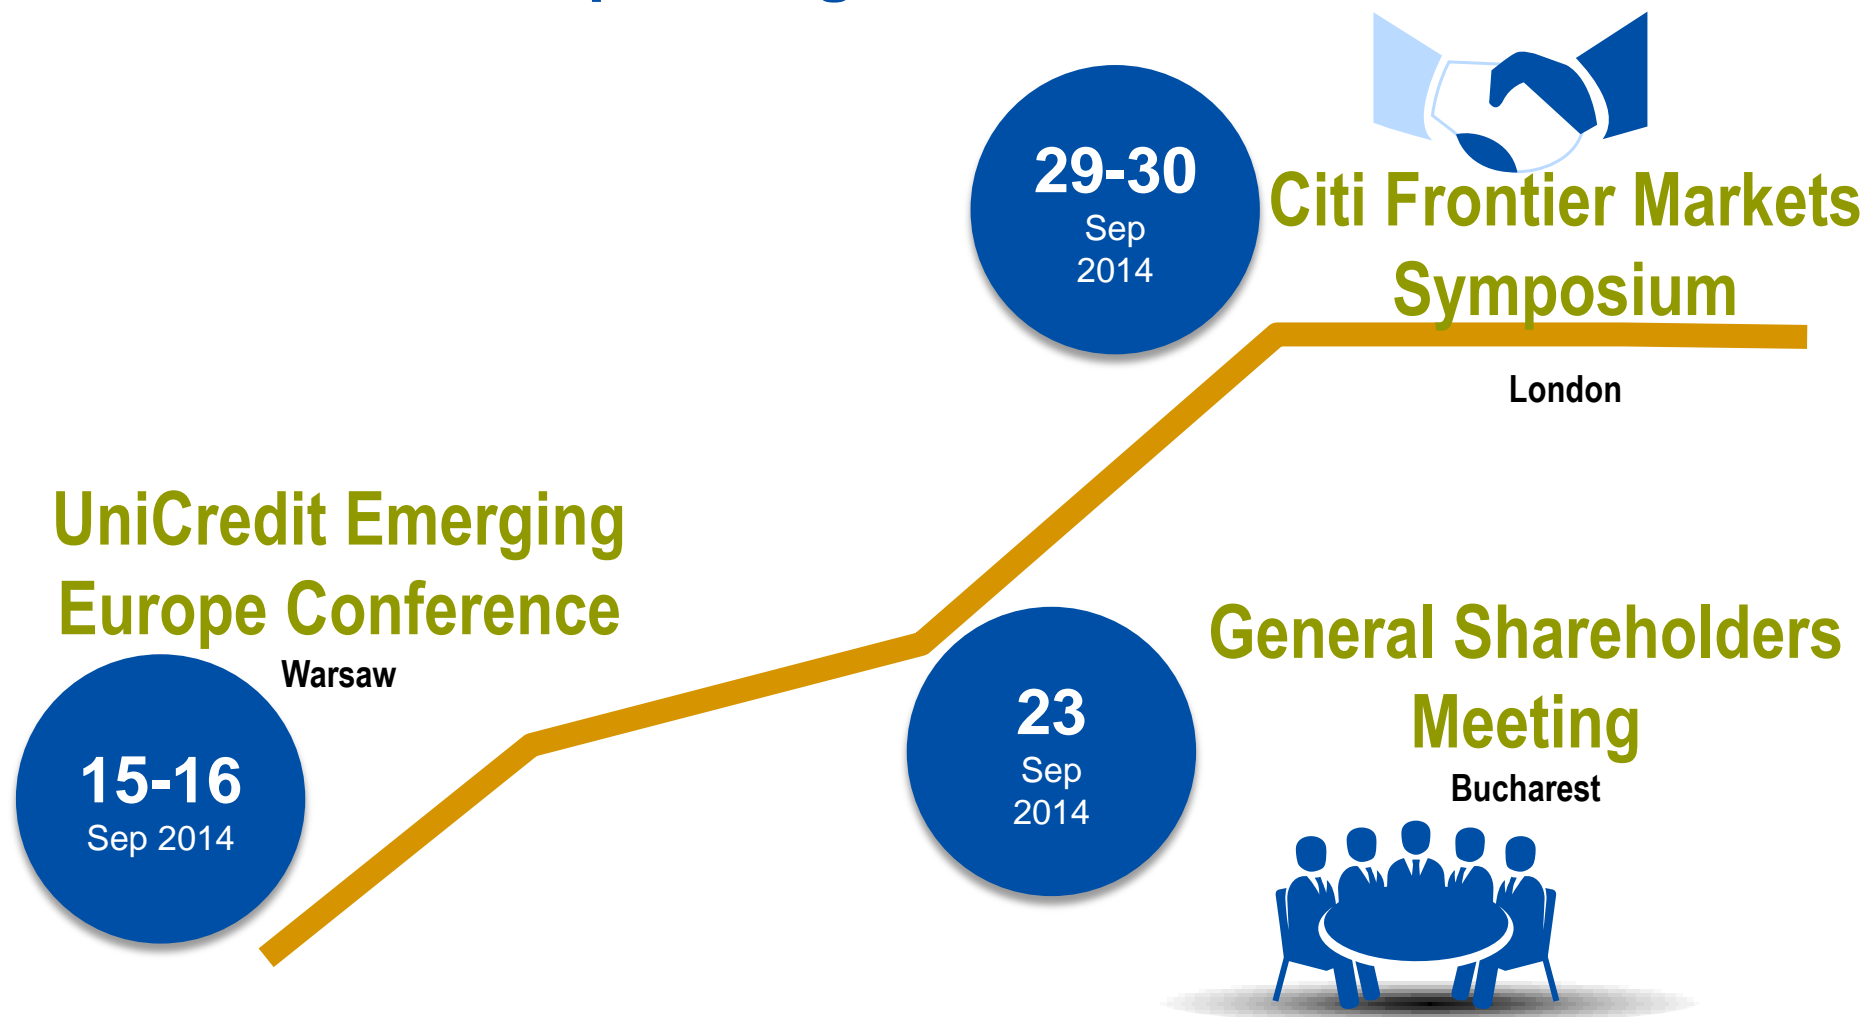 29-30
Sep
2014
Citi Frontier Markets
Symposium
London
UniCredit Emerging
Europe Conference
Warsaw
15-16
Sep 2014
23
Sep
2014
General Shareholders
Meeting
Bucharest